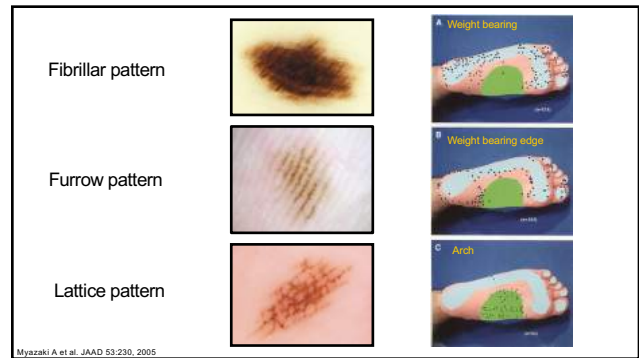 Fibrillar pattern
A Weight bearing
Furrow pattern
B Weight bearing edge
Lattice pattern
C Arch
Myazaki A et al. JAAD 53:230, 2005